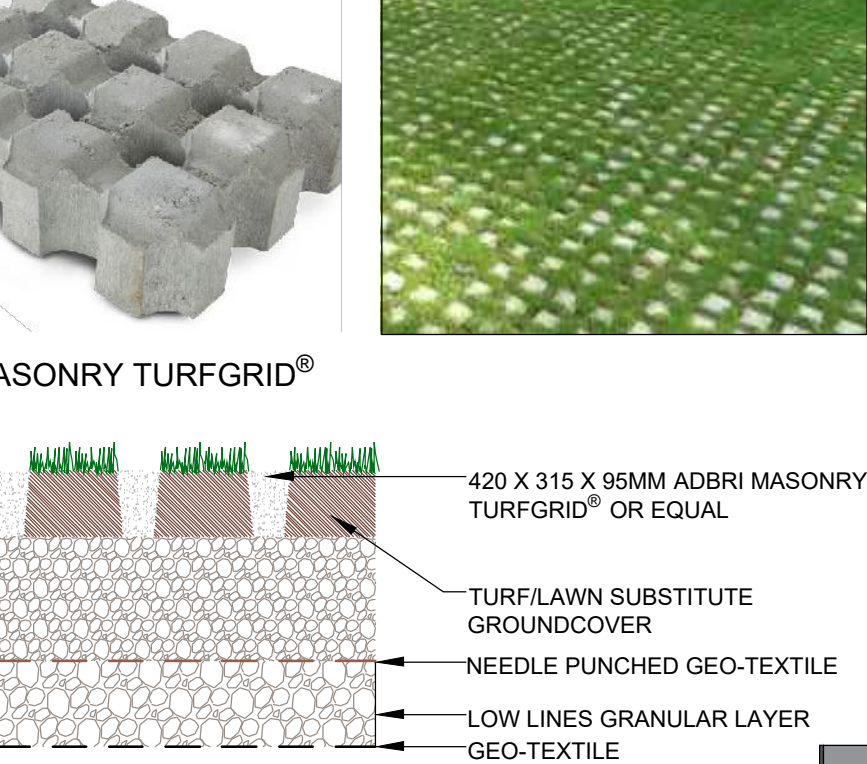 ASONRY TURFGRID®
420 X 315 X 95MM ADBRI MASONRY
TURFGRID® OR EQUAL
TURF/LAWN SUBSTITUTE
GROUNDCOVER
NEEDLE PUNCHED GEO-TEXTILE
LOW LINES GRANULAR LAYER
GEO-TEXTILE